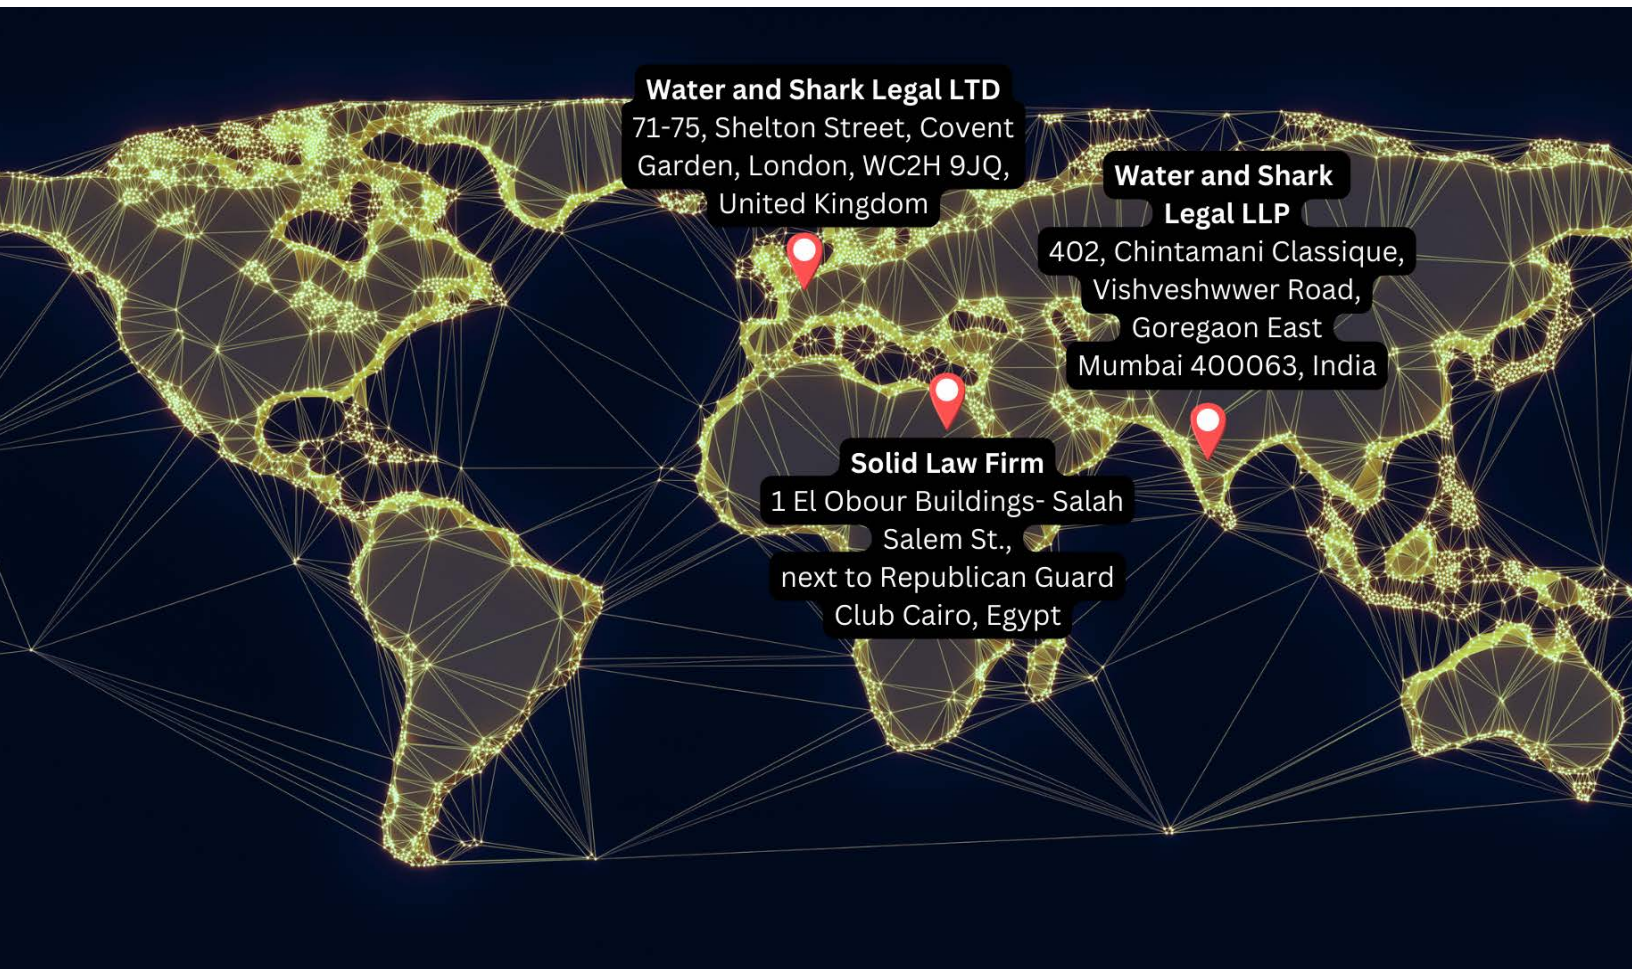 Water and Shark Legal LTD
71-75, Shelton Street, Covent
Garden, London, WC2H 9JQ,
United Kingdom
Water and Shark
Legal LLP
402, Chintamani Classique,
Vishveshwwer Road,
Goregaon East
Mumbai 400063, India
Solid Law Firm
1 El Obour Buildings- Salah
Salem St.,
next to Republican Guard
Club Cairo, Egypt